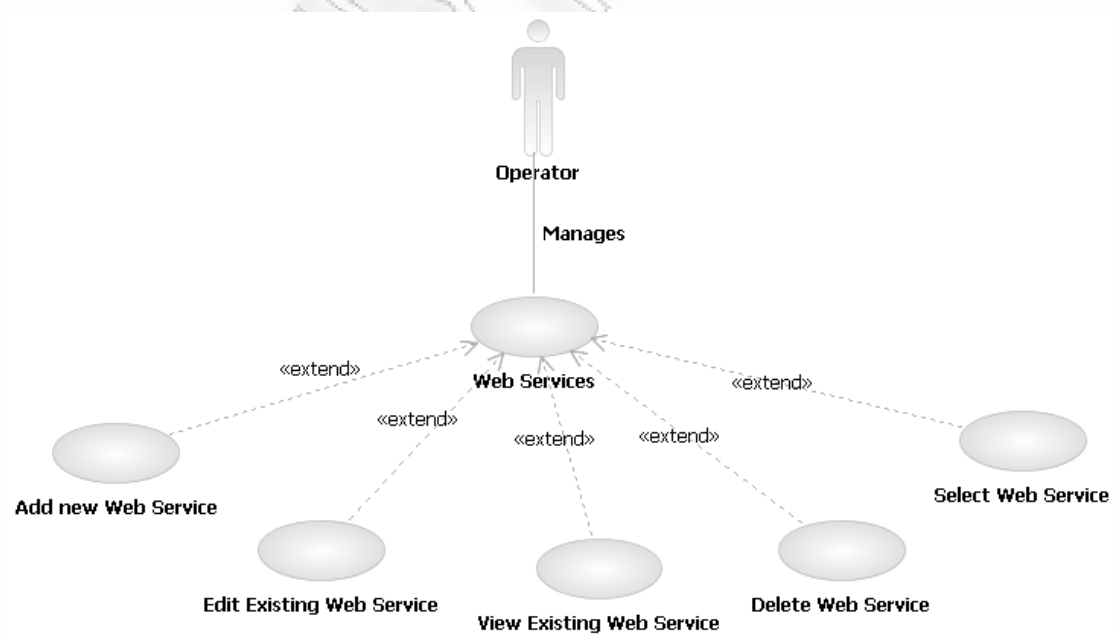 Operator
Manages
Web Services
«extend»
«extend»
«extend»
«extend»
«extend»
Add new Web Service
Edit Existing Web Service
View Existing Web Service
Delete Web Service
Select Web Service